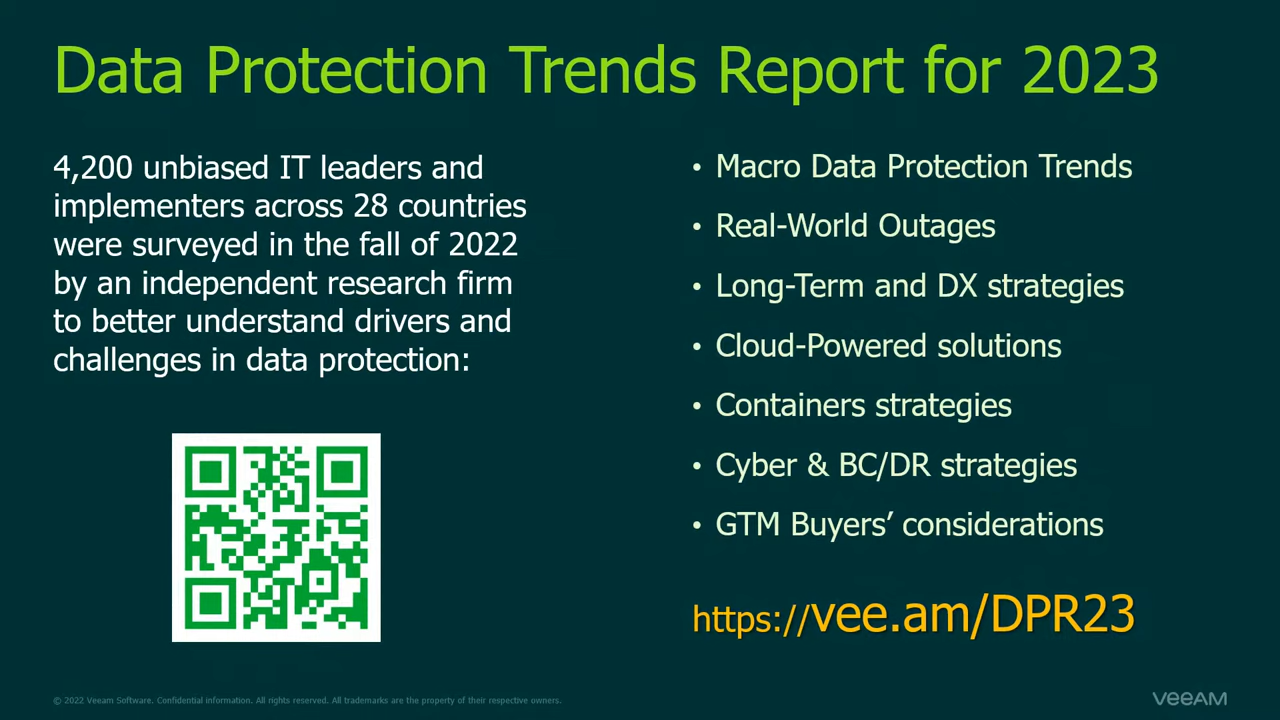 Data Protection Trends Report for 2023
4,200 unbiased IT leaders and
implementers across 28 countries
were surveyed in the fall of 2022
by an independent research firm
to better understand drivers and
challenges in data protection:
• Macro Data Protection Trends
• Real-World Outages
• Long-Term and DX strategies
• Cloud-Powered solutions
• Containers strategies
• Cyber & BC/DR strategies
• GTM Buyers’ considerations
https://vee.am/DPR23
© 2022 Veeam Software. Confidential information. All rights reserved. All trademarks are the property of their respective owners.
veeAM